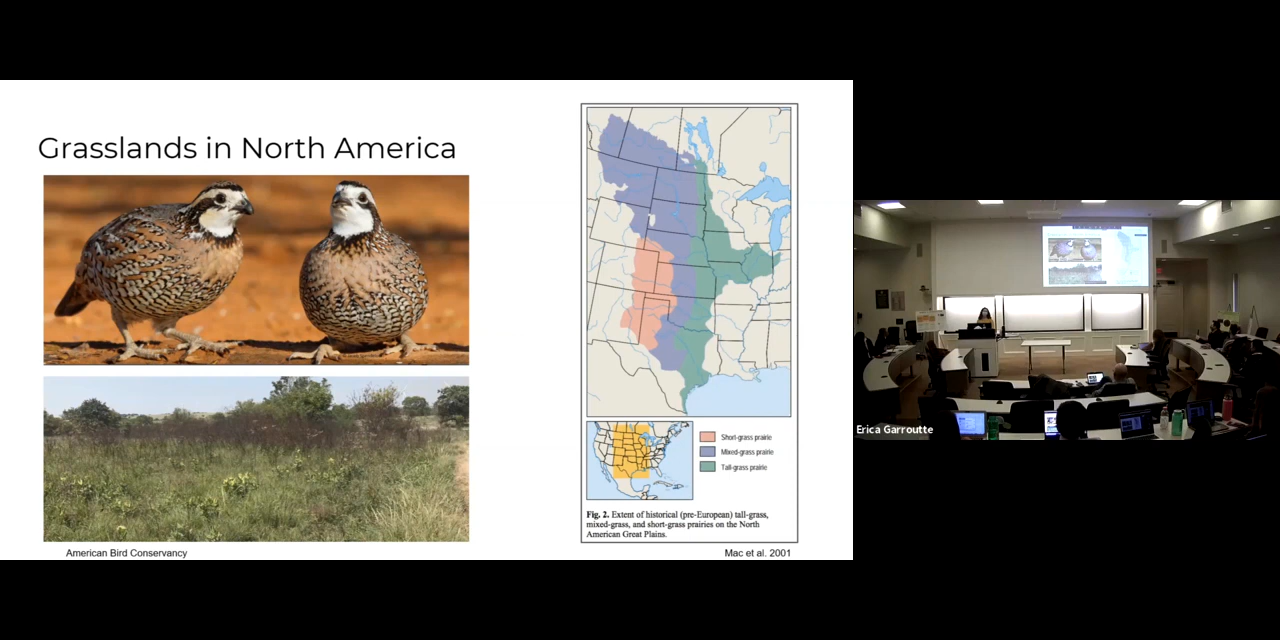 Grasslands in North America
American Bird Conservancy
Short-grass prairie
Mixed-grass prairie
Tall-grass prairie
Fig. 2. Extent of historical (pre-European) tall-grass,
mixed-grass, and short-grass prairies on the North
American Great Plains.
Mac et al. 2001
Erica Garroutte